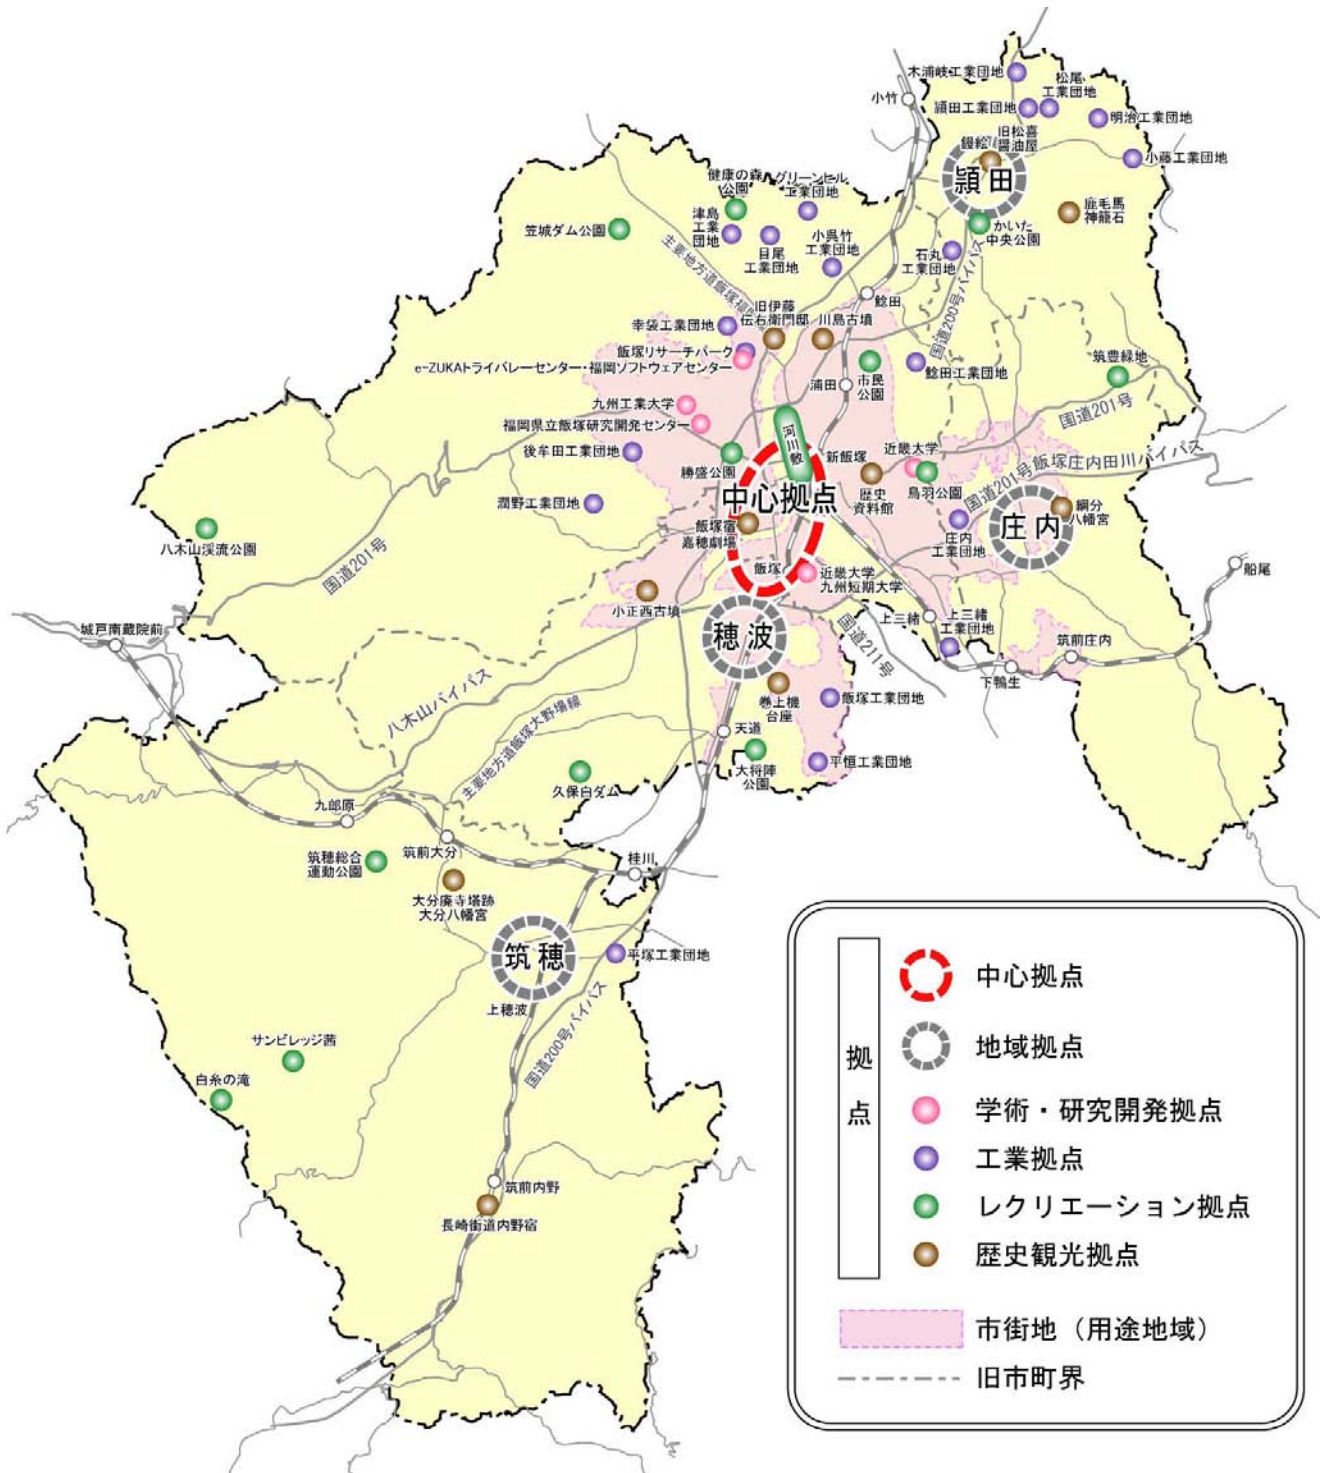 木浦岐工業団地
松尾
工業団地
小竹
頴田工業団地
明治工業団地
旧松喜
醤油屋
鏝絵
小藤工業団地
頴田
健康の森
公園
グリーンヒル
工業団地
鹿毛馬
神籠石
笠城ダム公園
津島
工業
団地
目尾
工業団地
小呉竹
工業団地
かいた
中央公園
石丸
工業団地
主要地方道飯塚福間
国道200号バイパス
鯰田
旧伊藤
伝右衛門邸
川島古墳
幸袋工業団地
飯塚リサーチパーク
e-ZUKAトライバレーセンター・福岡ソフトウェアセンター
市民
公園
鯰田工業団地
筑豊緑地
浦田
九州工業大学
国道201号
福岡県立飯塚研究開発センター
河川敷
後牟田工業団地
勝盛公園
新飯塚
近畿大学
鳥羽公園
国道201号飯塚庄内田川バイパス
歴史
資料館
中心拠点
潤野工業団地
飯塚宿
嘉穂劇場
庄内
工業団地
庄内
綱分
八幡宮
八木山渓流公園
国道201号
飯塚
近畿大学
九州短期大学
船尾
小正西古墳
上三緒
上三緒
工業団地
城戸南蔵院前
穂波
国道211号
筑前庄内
下鴨生
八木山バイパス
巻上機
台座
飯塚工業団地
主要地方道飯塚大野城線
天道
大将陣
公園
平恒工業団地
久保白ダム
九郎原
筑前大分
桂川
筑穂総合
運動公園
大分廃寺塔跡
大分八幡宮
筑穂
平塚工業団地
上穂波
国道200号バイパス
サンビレッジ茜
白糸の滝
筑前内野
長崎街道内野宿
拠点
中心拠点
地域拠点
学術・研究開発拠点
工業拠点
レクリエーション拠点
歴史観光拠点
市街地（用途地域）
旧市町界